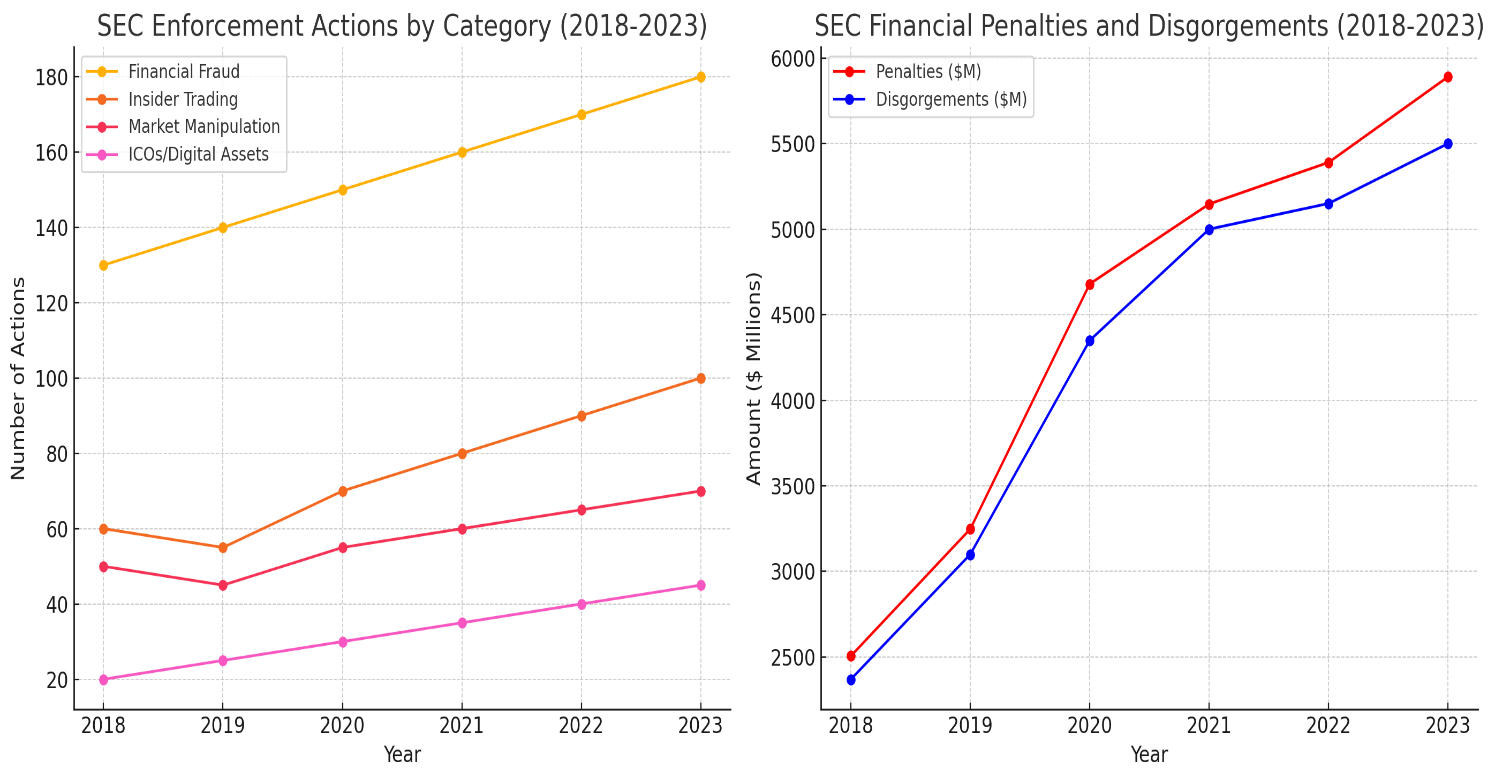 SEC Enforcement Actions by Category (2018-2023)
Financial Fraud
Insider Trading
Market Manipulation
ICOs/Digital Assets
Number of Actions
180
160
140
120
100
80
60
40
20
2018 2019 2020 2021 2022 2023
Year
SEC Financial Penalties and Disgorgements (2018-2023)
Penalties ($M)
Disgorgements ($M)
Amount ($ Millions)
6000
5500
5000
4500
4000
3500
3000
2500
2018 2019 2020 2021 2022 2023
Year